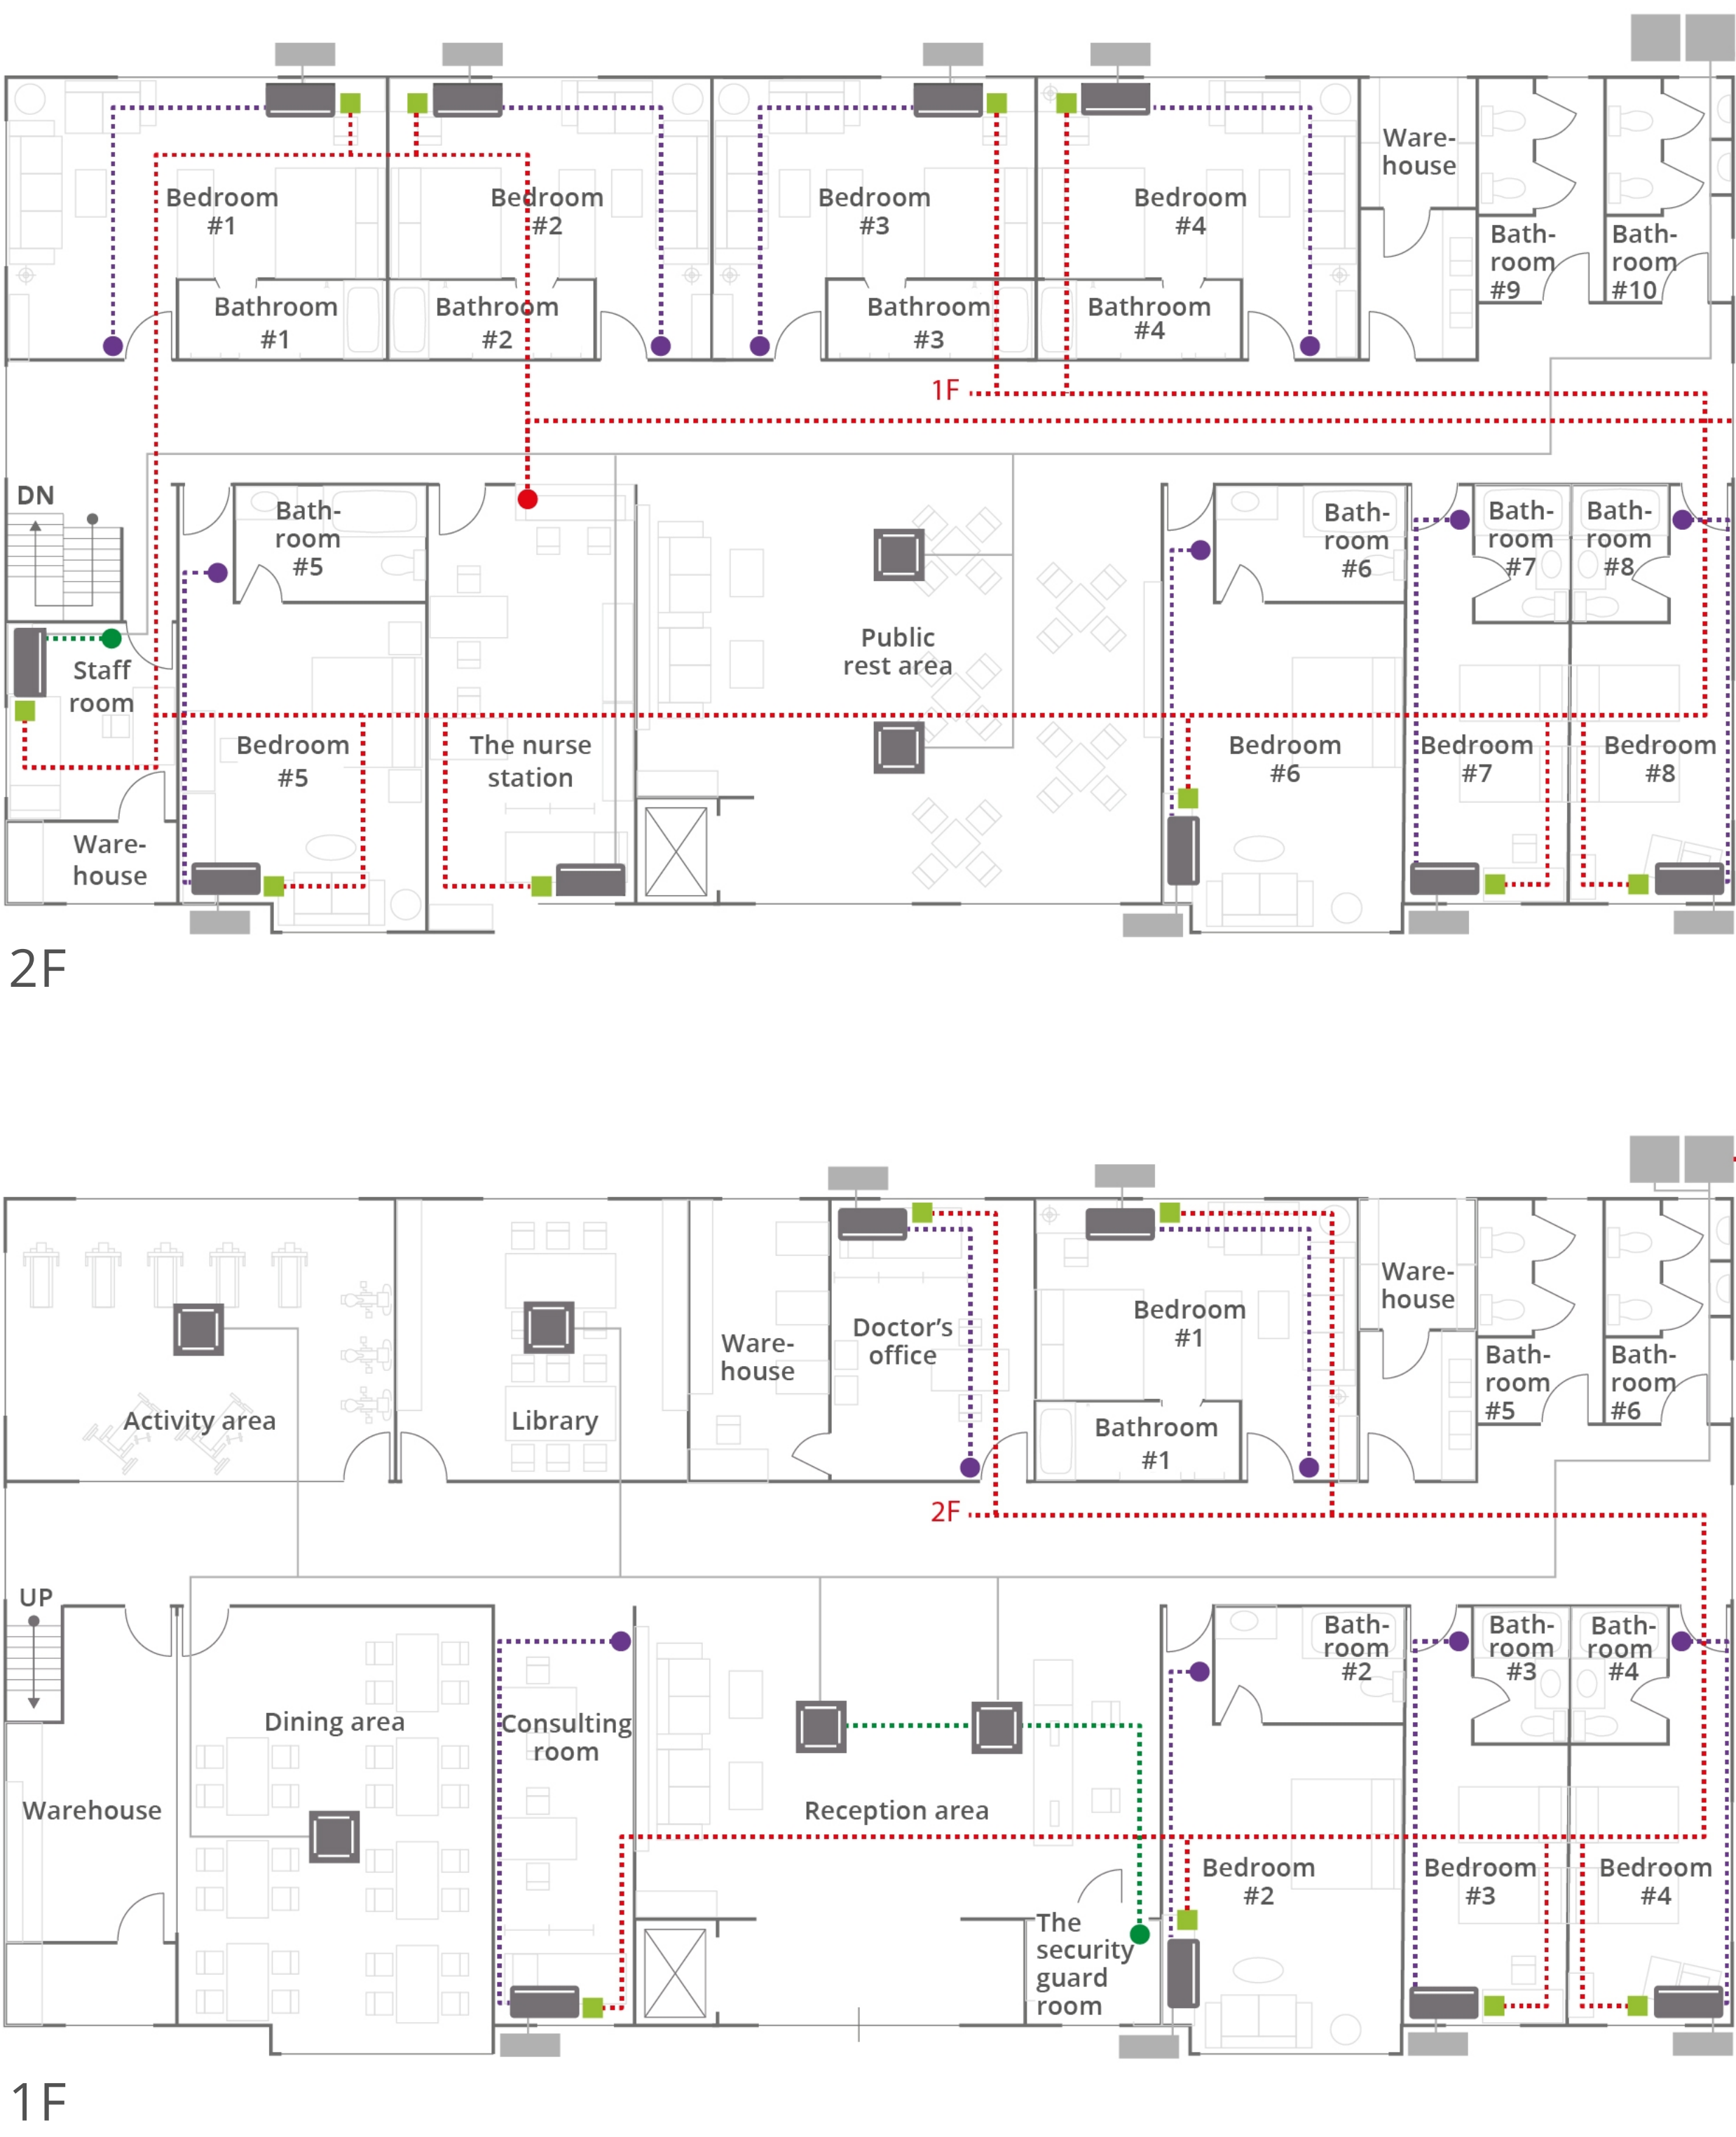 Bedroom
#1
Bedroom
#2
Bedroom
#3
Bedroom
#4
Ware-
house
Bath-
room
#9
Bath-
room
#10
Bathroom
#1
Bathroom
#2
Bathroom
#3
Bathroom
#4
1F
DN
Bath-
room
#5
Bath-
room
#6
Bath-
room
#7
Bath-
room
#8
Staff
room
Public
rest area
Bedroom
#5
The nurse
station
Bedroom
#6
Bedroom
#7
Bedroom
#8
Ware-
house
2F
Activity area
Library
Ware-
house
Doctor's
office
Bedroom
#1
Ware-
house
Bath-
room
#5
Bath-
room
#6
Bathroom
#1
2F
UP
Bath-
room
#2
Bath-
room
#3
Bath-
room
#4
Dining area
Consulting
room
Warehouse
Reception area
Bedroom
#2
Bedroom
#3
Bedroom
#4
The
security
guard
room
1F